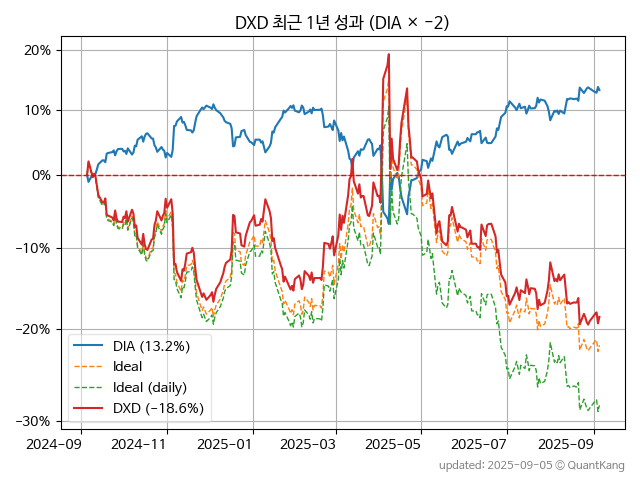 DXD 최근 1년 성과 (DIA × −2)
20%
10%
0%
−10%
−20%
−30%
DIA (13.2%)
Ideal
Ideal (daily)
DXD (−18.6%)
2024-09 2024-11 2025-01 2025-03 2025-05 2025-07 2025-09
updated: 2025-09-05 © QuantKang